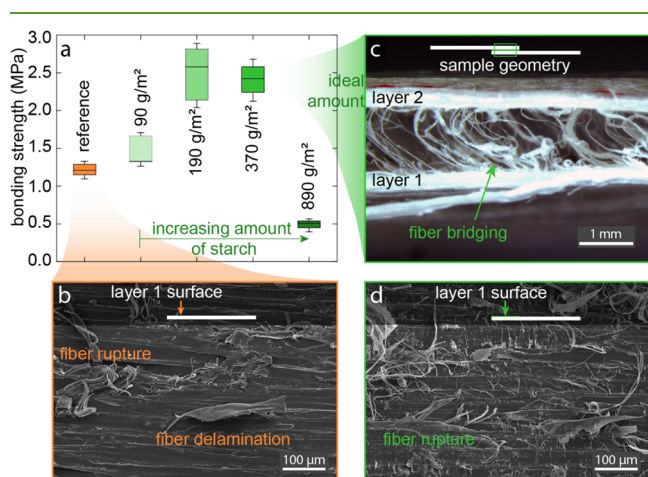 a
bonding strength (MPa)
3.0
2.5
2.0
1.5
1.0
0.5
0.0
reference
90 g/m²
190 g/m²
370 g/m²
890 g/m²
increasing amount
of starch
ideal
amount
c
sample geometry
layer 2
layer 1
fiber bridging
1 mm
b
layer 1 surface
fiber rupture
fiber delamination
100 µm
d
layer 1 surface
fiber rupture
100 µm